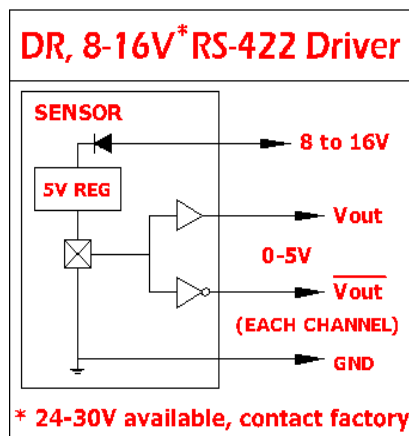 DR, 8-16V* RS-422 Driver
SENSOR
8 to 16V
5V REG
Vout
0-5V
V̅o̅u̅t̅
(EACH CHANNEL)
GND
* 24-30V available, contact factory